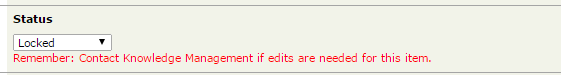 Status
Locked
Remember: Contact Knowledge Management if edits are needed for this item.